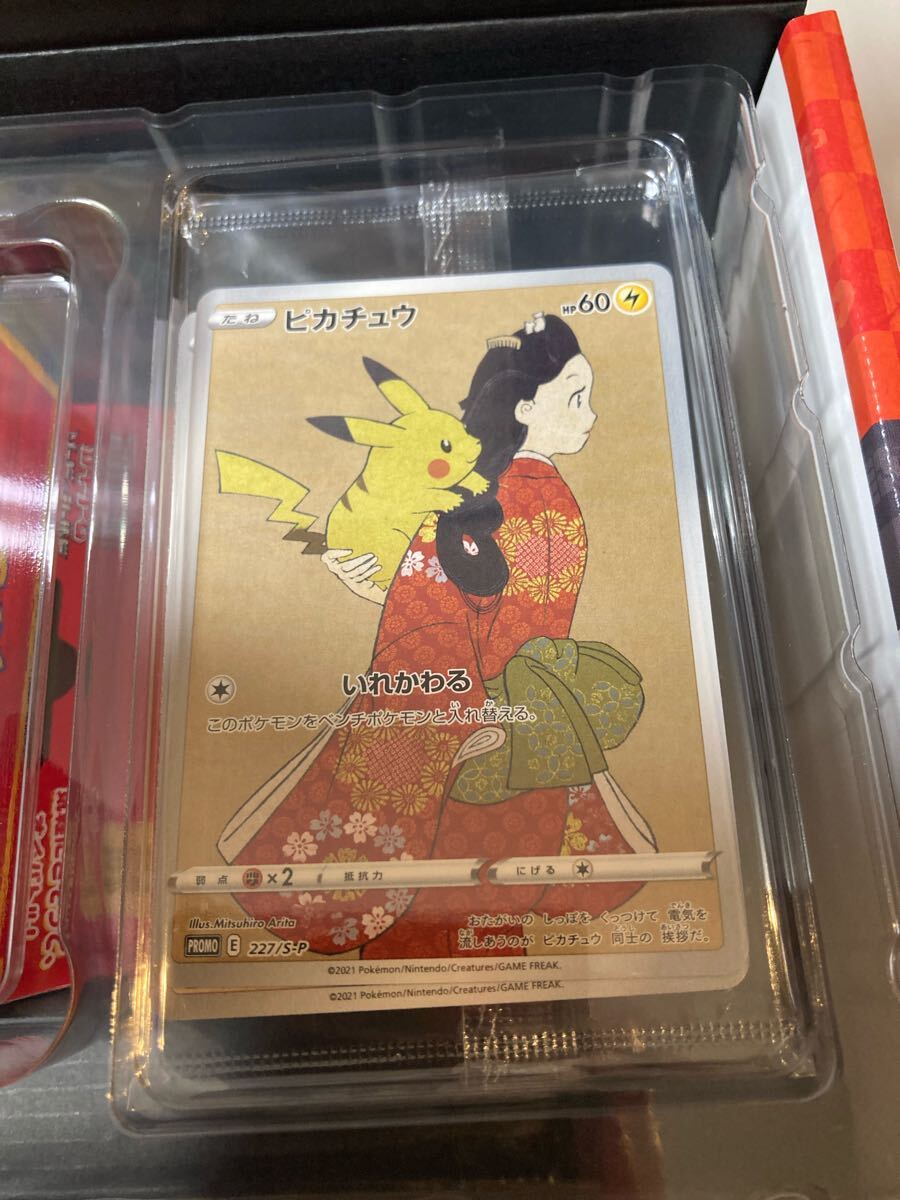 たね ピカチュウ HP60
いれかわる
このポケモンをベンチポケモンと入れ替える。
弱点 ×2 抵抗力 にげる
Illus.Mitsuhiro Arita
PROMO E 227/S-P
おたがいの しっぽを くっつけて 電気を
流しあうのが ピカチュウ 同士の 挨拶だ。
©2021 Pokémon/Nintendo/Creatures/GAME FREAK.
©2021 Pokémon/Nintendo/Creatures/GAME FREAK.